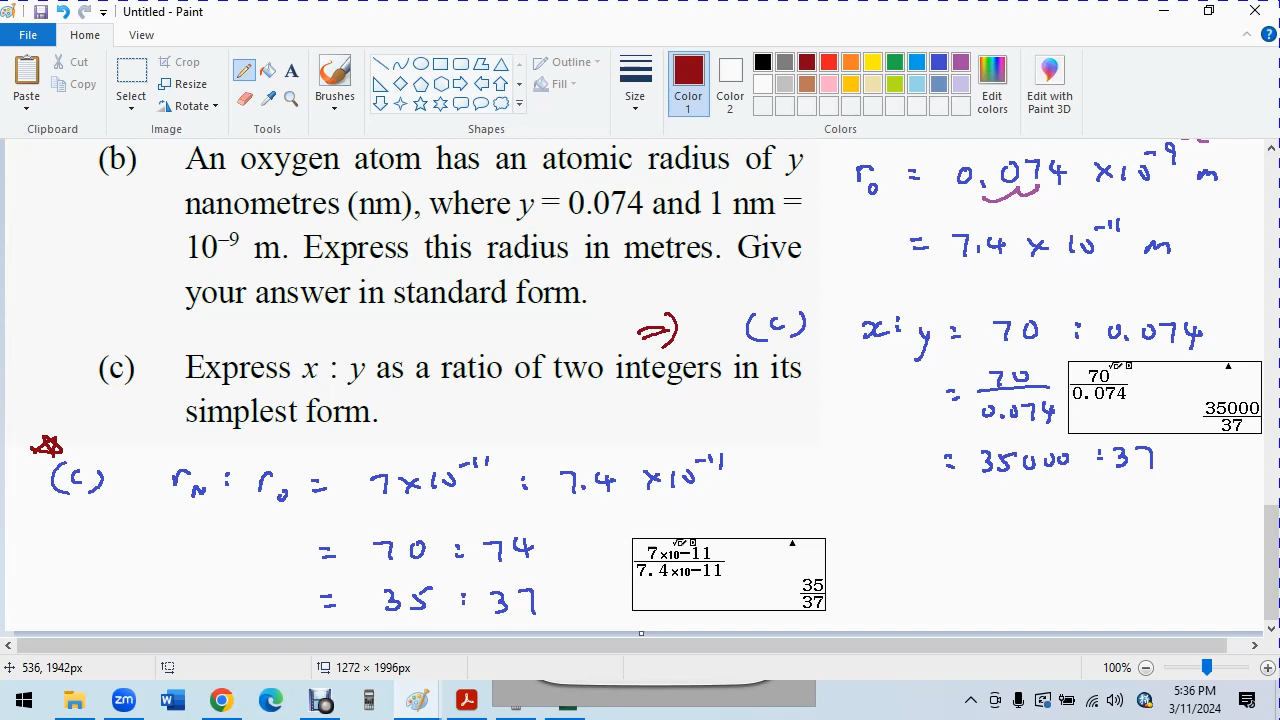 Untitled - Paint
File Home View
Paste Cut Copy Clipboard
Select Crop Resize Rotate Image
Tools
Brushes
Outline Fill Shapes
Size
Color 1 Color 2 Edit colors Colors
Edit with Paint 3D
(b) An oxygen atom has an atomic radius of y
nanometres (nm), where y = 0.074 and 1 nm =
10⁻⁹ m. Express this radius in metres. Give
your answer in standard form.
(c) Express x : y as a ratio of two integers in its
simplest form.
r₀ = 0.074 ×10⁻⁹ m
= 7.4 × 10⁻¹¹ m
⇒ (c) x : y = 70 : 0.074
= 70/0.074
70/0.074
35000/37
= 35000 : 37
(c) r_N : r₀ = 7×10⁻¹¹ : 7.4 ×10⁻¹¹
= 70 : 74
= 35 : 37
7×10−11/7.4×10−11
35/37
536, 1942px 1272 × 1996px 100%
5:36 PM
3/11/2024